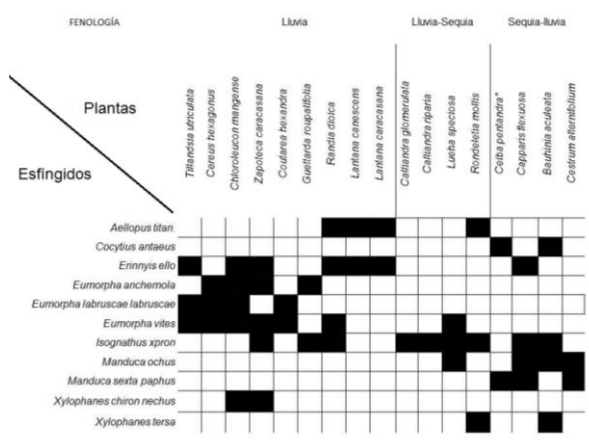 FENOLOGÍA Lluvia Lluvia-Sequia Sequia-lluvia
Plantas
Esfingidos
Tillandsia utriculata
Cereus hexagonus
Chloroleucon mangense
Zapoteca caracasana
Coutarea hexandra
Guettarda roupalifolia
Randia dioica
Lantana canescens
Lantana caracasana
Calliandra glomerulata
Calliandra riparia
Lueha speciosa
Rondeletia mollis
Ceiba pentandra*
Capparis flexuosa
Bauhinia aculeata
Cestrum alternifolium
Aellopus titan
Cocytius antaeus
Erinnyis ello
Eumorpha anchemola
Eumorpha labruscae labruscae
Eumorpha vites
Isognathus xpron
Manduca ochus
Manduca sexta paphus
Xylophanes chiron nechus
Xylophanes tersa